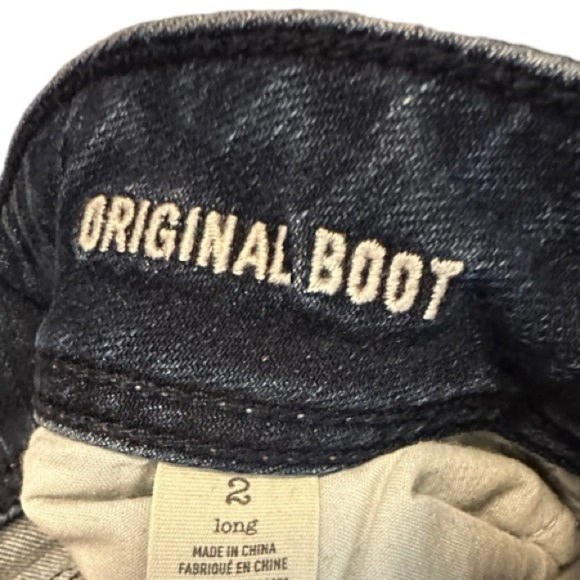 ORIGINAL BOOT
2
long
MADE IN CHINA
FABRIQUÉ EN CHINE